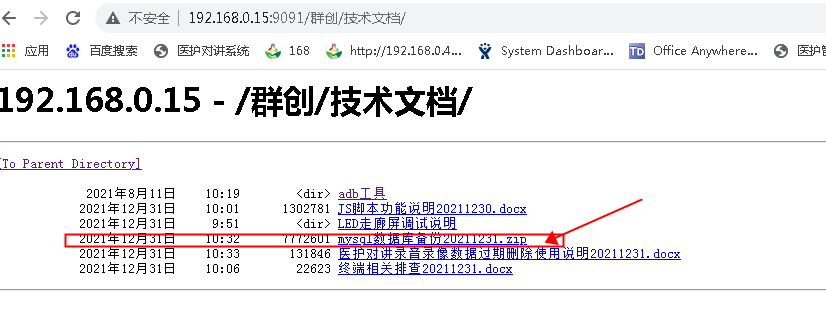 不安全 | 192.168.0.15:9091/群创/技术文档/
应用 百度搜索 医护对讲系统 168 http://192.168.0.4... System Dashboar... Office Anywhere... 医护管
192.168.0.15 - /群创/技术文档/
[To Parent Directory]
2021年8月11日 10:19 <dir> adb工具
2021年12月31日 10:01 1302781 JS脚本功能说明20211230.docx
2021年12月31日 9:51 <dir> LED走廊屏调试说明
2021年12月31日 10:32 7772601 mysql数据库备份20211231.zip
2021年12月31日 10:33 131846 医护对讲录音录像数据过期删除使用说明20211231.docx
2021年12月31日 10:06 22623 终端相关排查20211231.docx